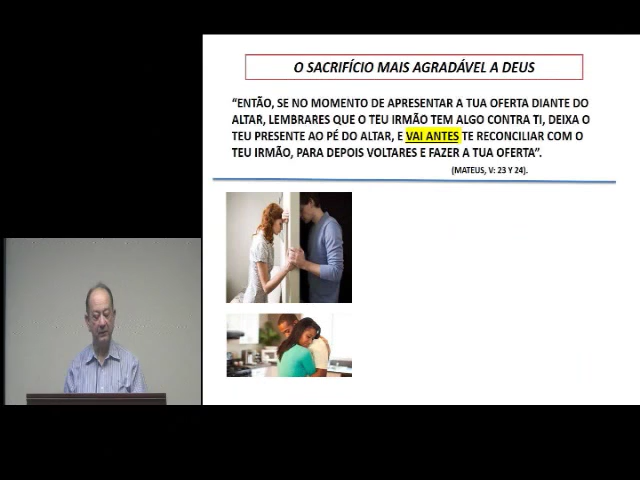 O SACRIFÍCIO MAIS AGRADÁVEL A DEUS
“ENTÃO, SE NO MOMENTO DE APRESENTAR A TUA OFERTA DIANTE DO
ALTAR, LEMBRARES QUE O TEU IRMÃO TEM ALGO CONTRA TI, DEIXA O
TEU PRESENTE AO PÉ DO ALTAR, E VAI ANTES TE RECONCILIAR COM O
TEU IRMÃO, PARA DEPOIS VOLTARES E FAZER A TUA OFERTA”.
(MATEUS, V: 23 Y 24).